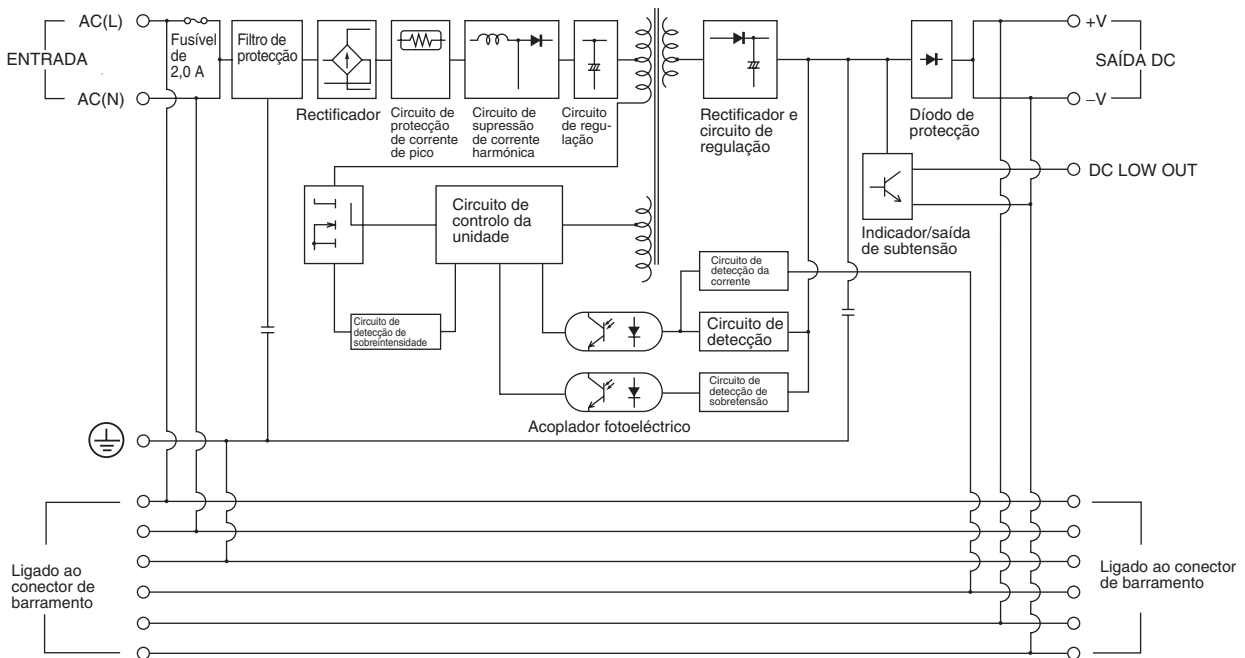 AC(L)
ENTRADA
AC(N)
Fusível
de
2,0 A
Filtro de
protecção
Rectificador
Circuito de
protecção
de corrente
de pico
Circuito de
supressão
de corrente
harmónica
Circuito
de regu-
lação
Rectificador e
circuito de
regulação
Díodo de
protecção
+V
SAÍDA DC
–V
DC LOW OUT
Indicador/saída
de subtensão
Circuito de
controlo da
unidade
Circuito de
detecção da
corrente
Circuito de
detecção de
sobreintensidade
Circuito de
detecção
Circuito de
detecção de
sobretensão
Acoplador fotoeléctrico
Ligado ao
conector de
barramento
Ligado ao conector
de barramento